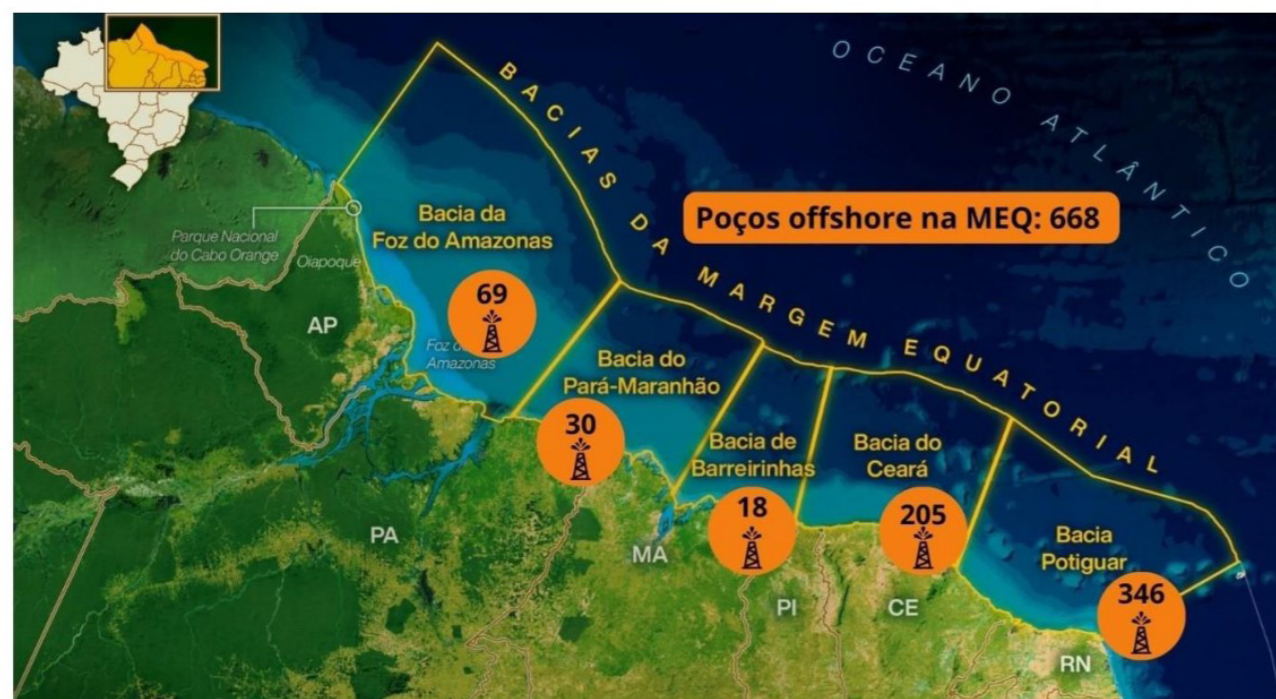 OCEANO ATLÂNTICO
BACIAS DA MARGEM EQUATORIAL
Poços offshore na MEQ: 668
Bacia da
Foz do Amazonas
69
Parque Nacional
do Cabo Orange
Oiapoque
AP
Foz do
Amazonas
Bacia do
Pará-Maranhão
30
Bacia de
Barreirinhas
18
Bacia do
Ceará
205
Bacia
Potiguar
346
PA
MA
PI
CE
RN